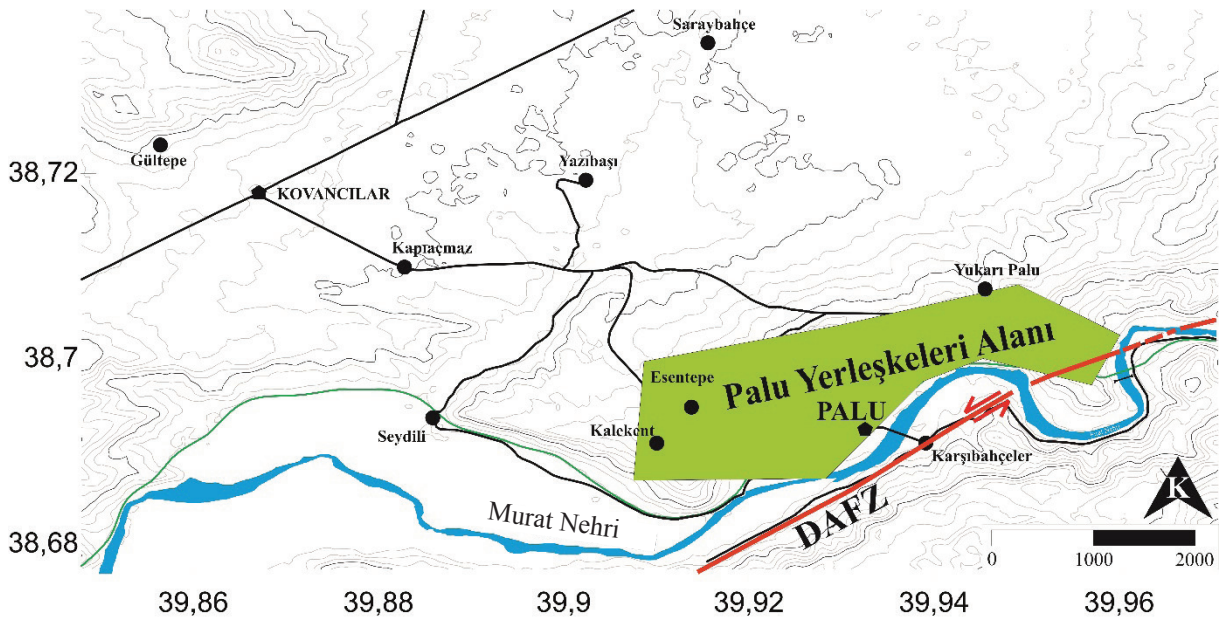 Saraybahçe
Gültepe
38,72
Yazıbaşı
KOVANCILAR
Kapıaçmaz
Yukarı Palu
38,7
Palu Yerleşkeleri Alanı
Esentepe
PALU
Seydili
Kalekent
Karşıbahçeler
K
Murat Nehri
DAFZ
38,68
0 1000 2000
39,86 39,88 39,9 39,92 39,94 39,96